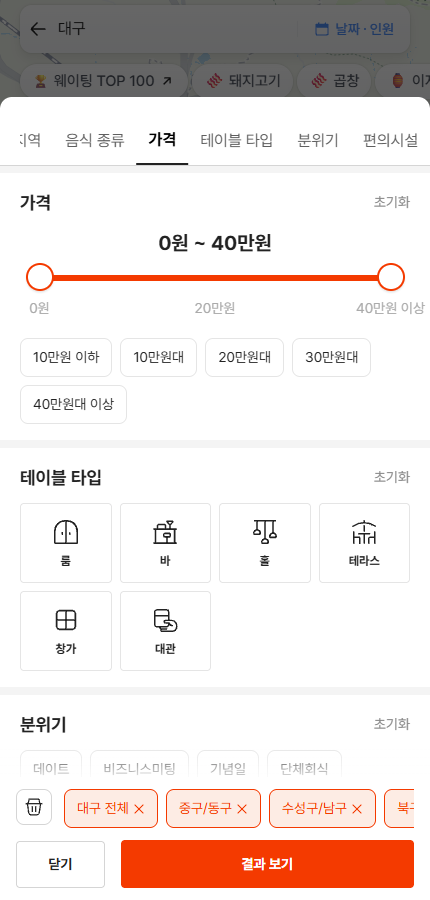 대구
날짜 · 인원
웨이팅 TOP 100
돼지고기
곱창
지역
음식 종류
가격
테이블 타입
분위기
편의시설
가격
초기화
0원 ~ 40만원
0원
20만원
40만원 이상
10만원 이하
10만원대
20만원대
30만원대
40만원대 이상
테이블 타입
초기화
룸
바
홀
테라스
창가
대관
분위기
초기화
데이트
비즈니스미팅
기념일
단체회식
대구 전체
중구/동구
수성구/남구
북구
닫기
결과 보기